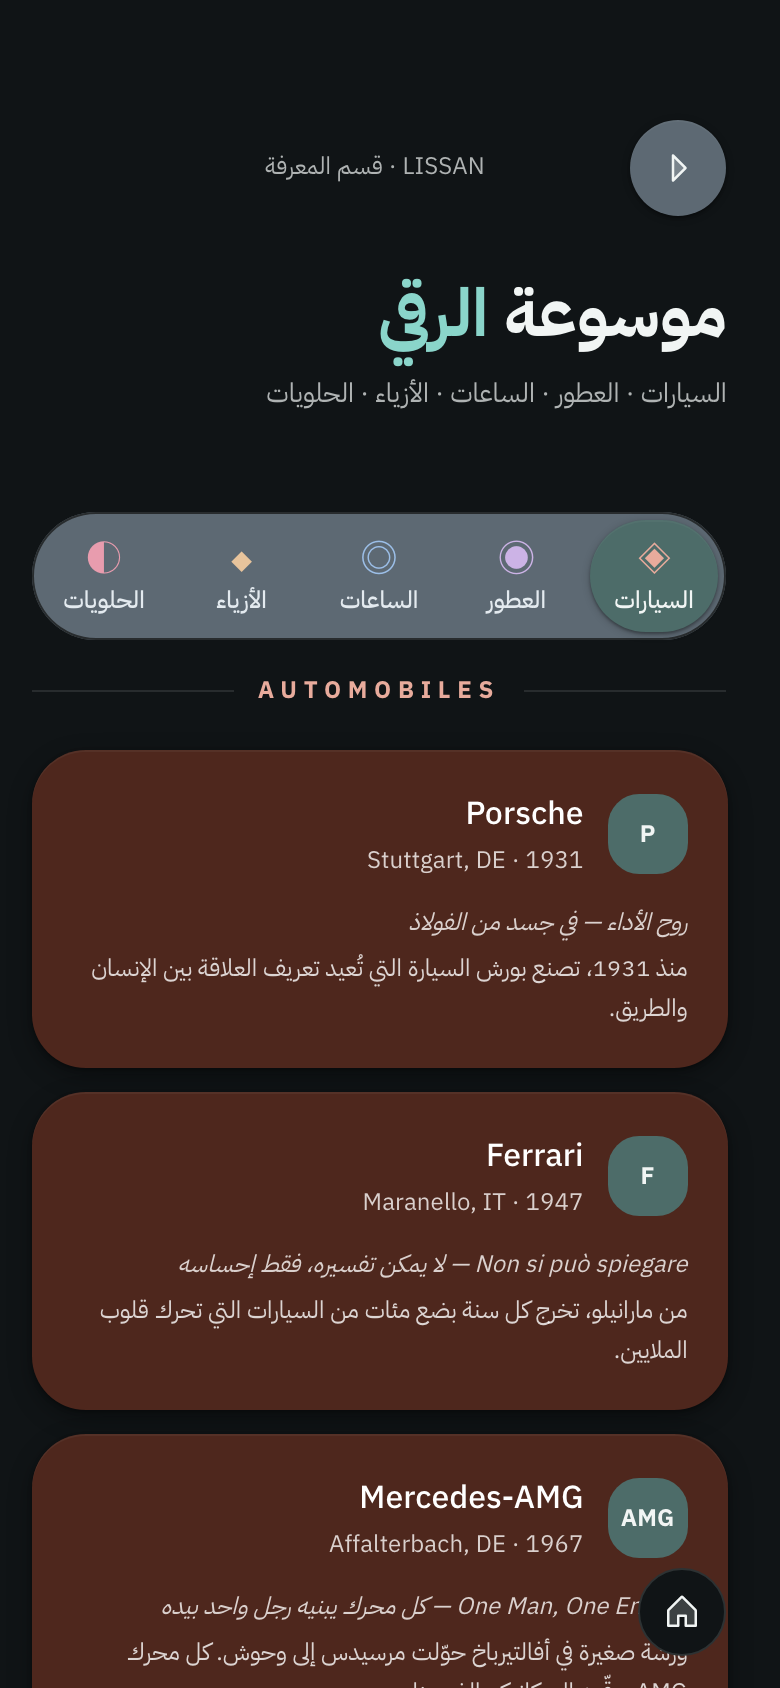 LISSAN · قسم المعرفة
موسوعة الرقي
السيارات · العطور · الساعات · الأزياء · الحلويات
السيارات
العطور
الساعات
الأزياء
الحلويات
AUTOMOBILES
P
Porsche
Stuttgart, DE · 1931
روح الأداء — في جسد من الفولاذ
منذ 1931، تصنع بورش السيارة التي تُعيد تعريف العلاقة بين الإنسان
والطريق.
F
Ferrari
Maranello, IT · 1947
Non si può spiegare — لا يمكن تفسيره، فقط إحساسه
من مارانيلو، تخرج كل سنة بضع مئات من السيارات التي تحرك قلوب
الملايين.
AMG
Mercedes-AMG
Affalterbach, DE · 1967
One Man, One — كل محرك يبنيه رجل واحد بيده
ورشة صغيرة في أفالتيرباخ حوّلت مرسيدس إلى وحوش. كل محرك